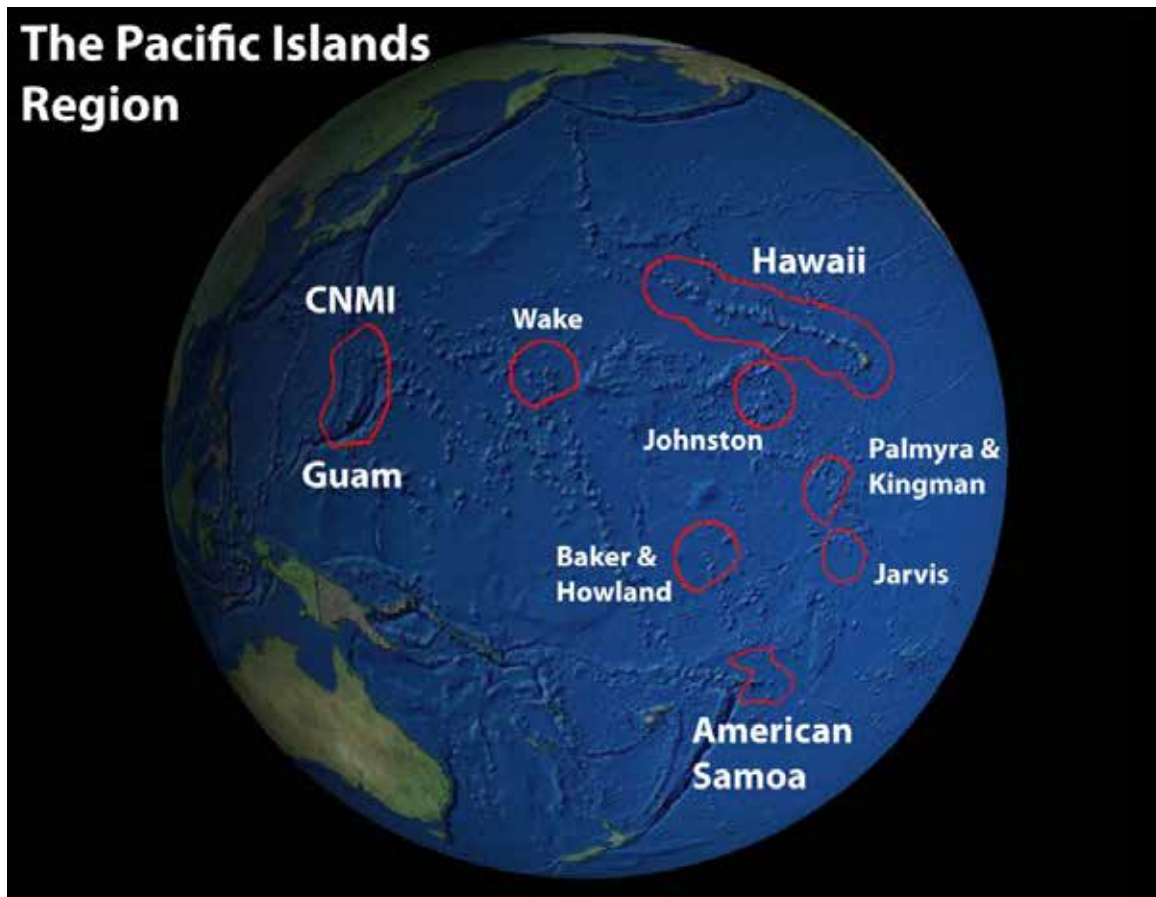 The Pacific Islands
Region
Hawaii
CNMI
Wake
Johnston
Guam
Palmyra &
Kingman
Baker &
Howland
Jarvis
American
Samoa